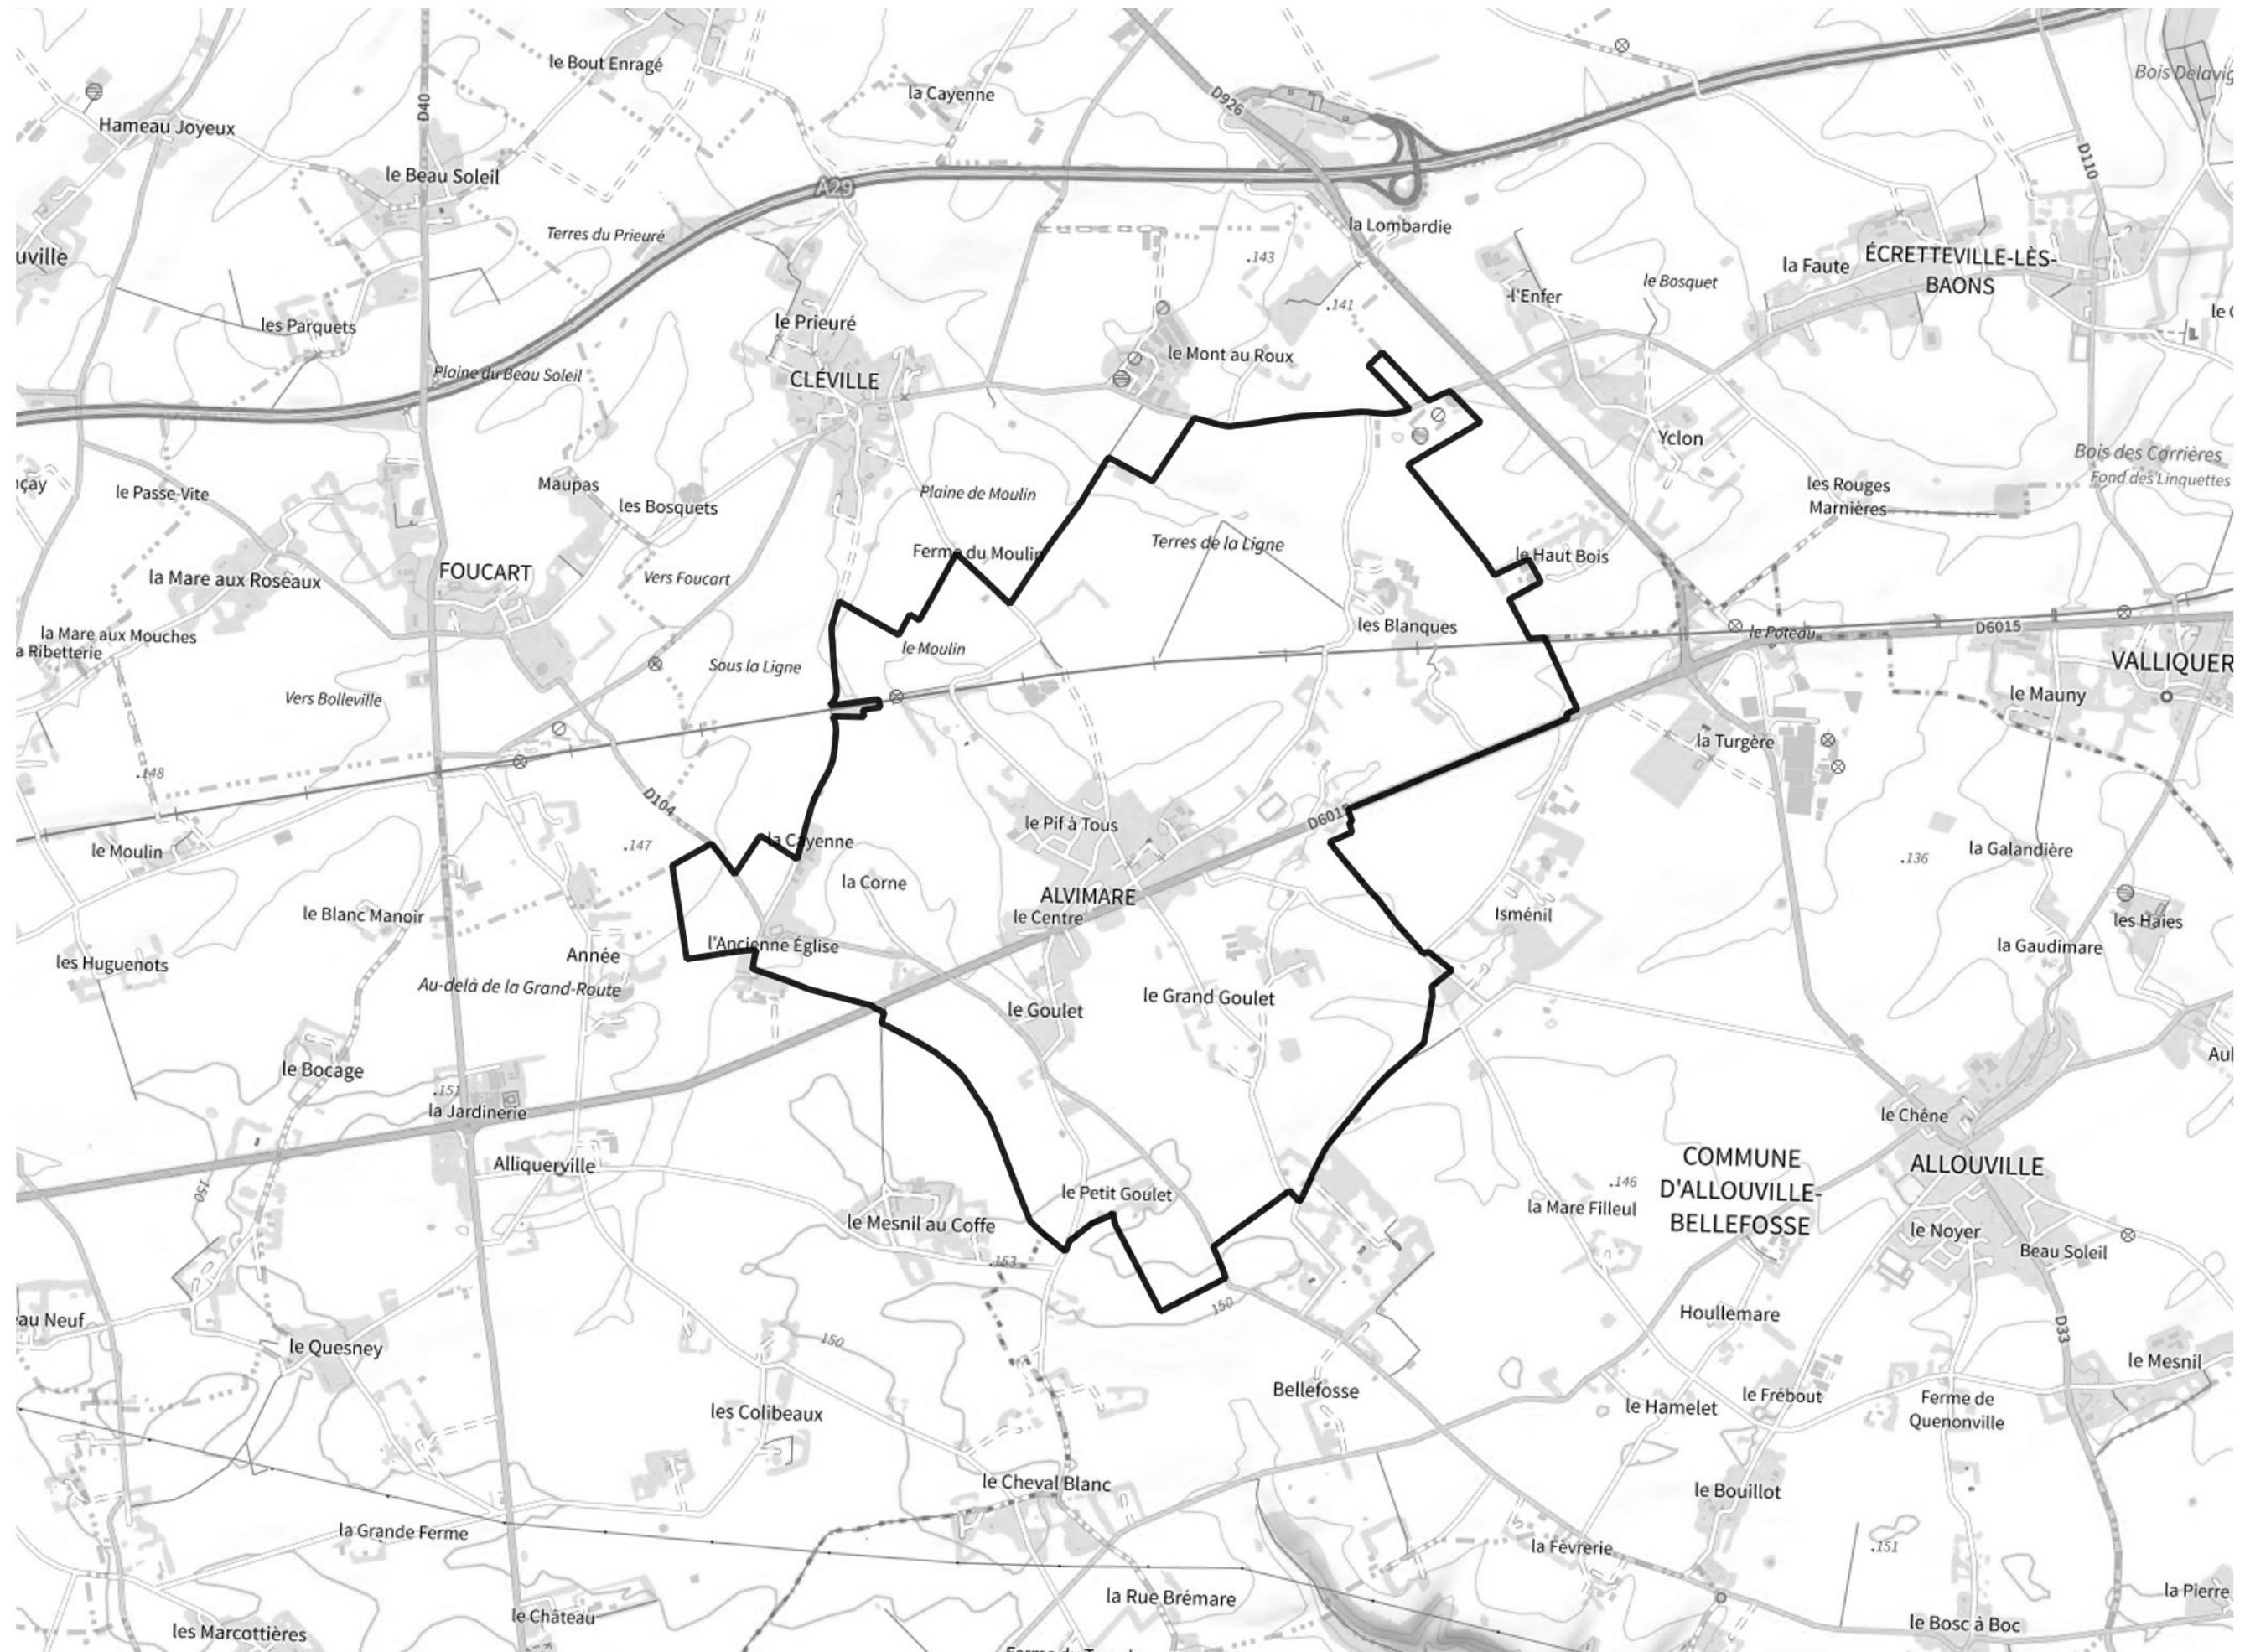 le Bout Enragé
Bois Delavig
la Cayenne
D926
D40
Hameau Joyeux
D110
le Beau Soleil
A29
la Lombardie
Terres du Prieuré
uville
.143
ÉCRETTEVILLE-LÈS-
BAONS
la Faute
le Bosquet
l'Enfer
.141
les Parquets
le Prieuré
le Mont au Roux
Plaine du Beau Soleil
CLÉVILLE
Yclon
Bois des Carrières
Fond des Linquettes
Maupas
le Passe-Vite
les Bosquets
Plaine de Moulin
les Rouges
Marnières
Terres de la Ligne
Ferme du Moulin
le Haut Bois
FOUCART
la Mare aux Roseaux
Vers Foucart
les Blanques
le Poteau
D6015
la Mare aux Mouches
a Ribetterie
le Moulin
Sous la Ligne
VALLIQUER
Vers Bolleville
le Mauny
la Turgère
.148
D104
le Pif à Tous
D6015
.147
la Cayenne
le Moulin
la Galandière
.136
la Corne
ALVIMARE
le Centre
le Blanc Manoir
Isménil
les Haies
l'Ancienne Église
la Gaudimare
Année
les Huguenots
Au-delà de la Grand-Route
le Grand Goulet
le Goulet
le Bocage
.151
la Jardinerie
le Chêne
COMMUNE
D'ALLOUVILLE-
BELLEFOSSE
ALLOUVILLE
Alliquerville
150
le Petit Goulet
.146
la Mare Filleul
le Mesnil au Coffe
le Noyer
Beau Soleil
.153
150
Houllemare
au Neuf
le Quesney
150
D33
le Mesnil
Bellefosse
le Frébout
le Hamelet
Ferme de
Quenonville
les Colibeaux
le Cheval Blanc
le Bouillot
la Grande Ferme
la Fèvrerie
.151
la Rue Brémare
la Pierre
le Château
le Bosc à Boc
les Marcottières